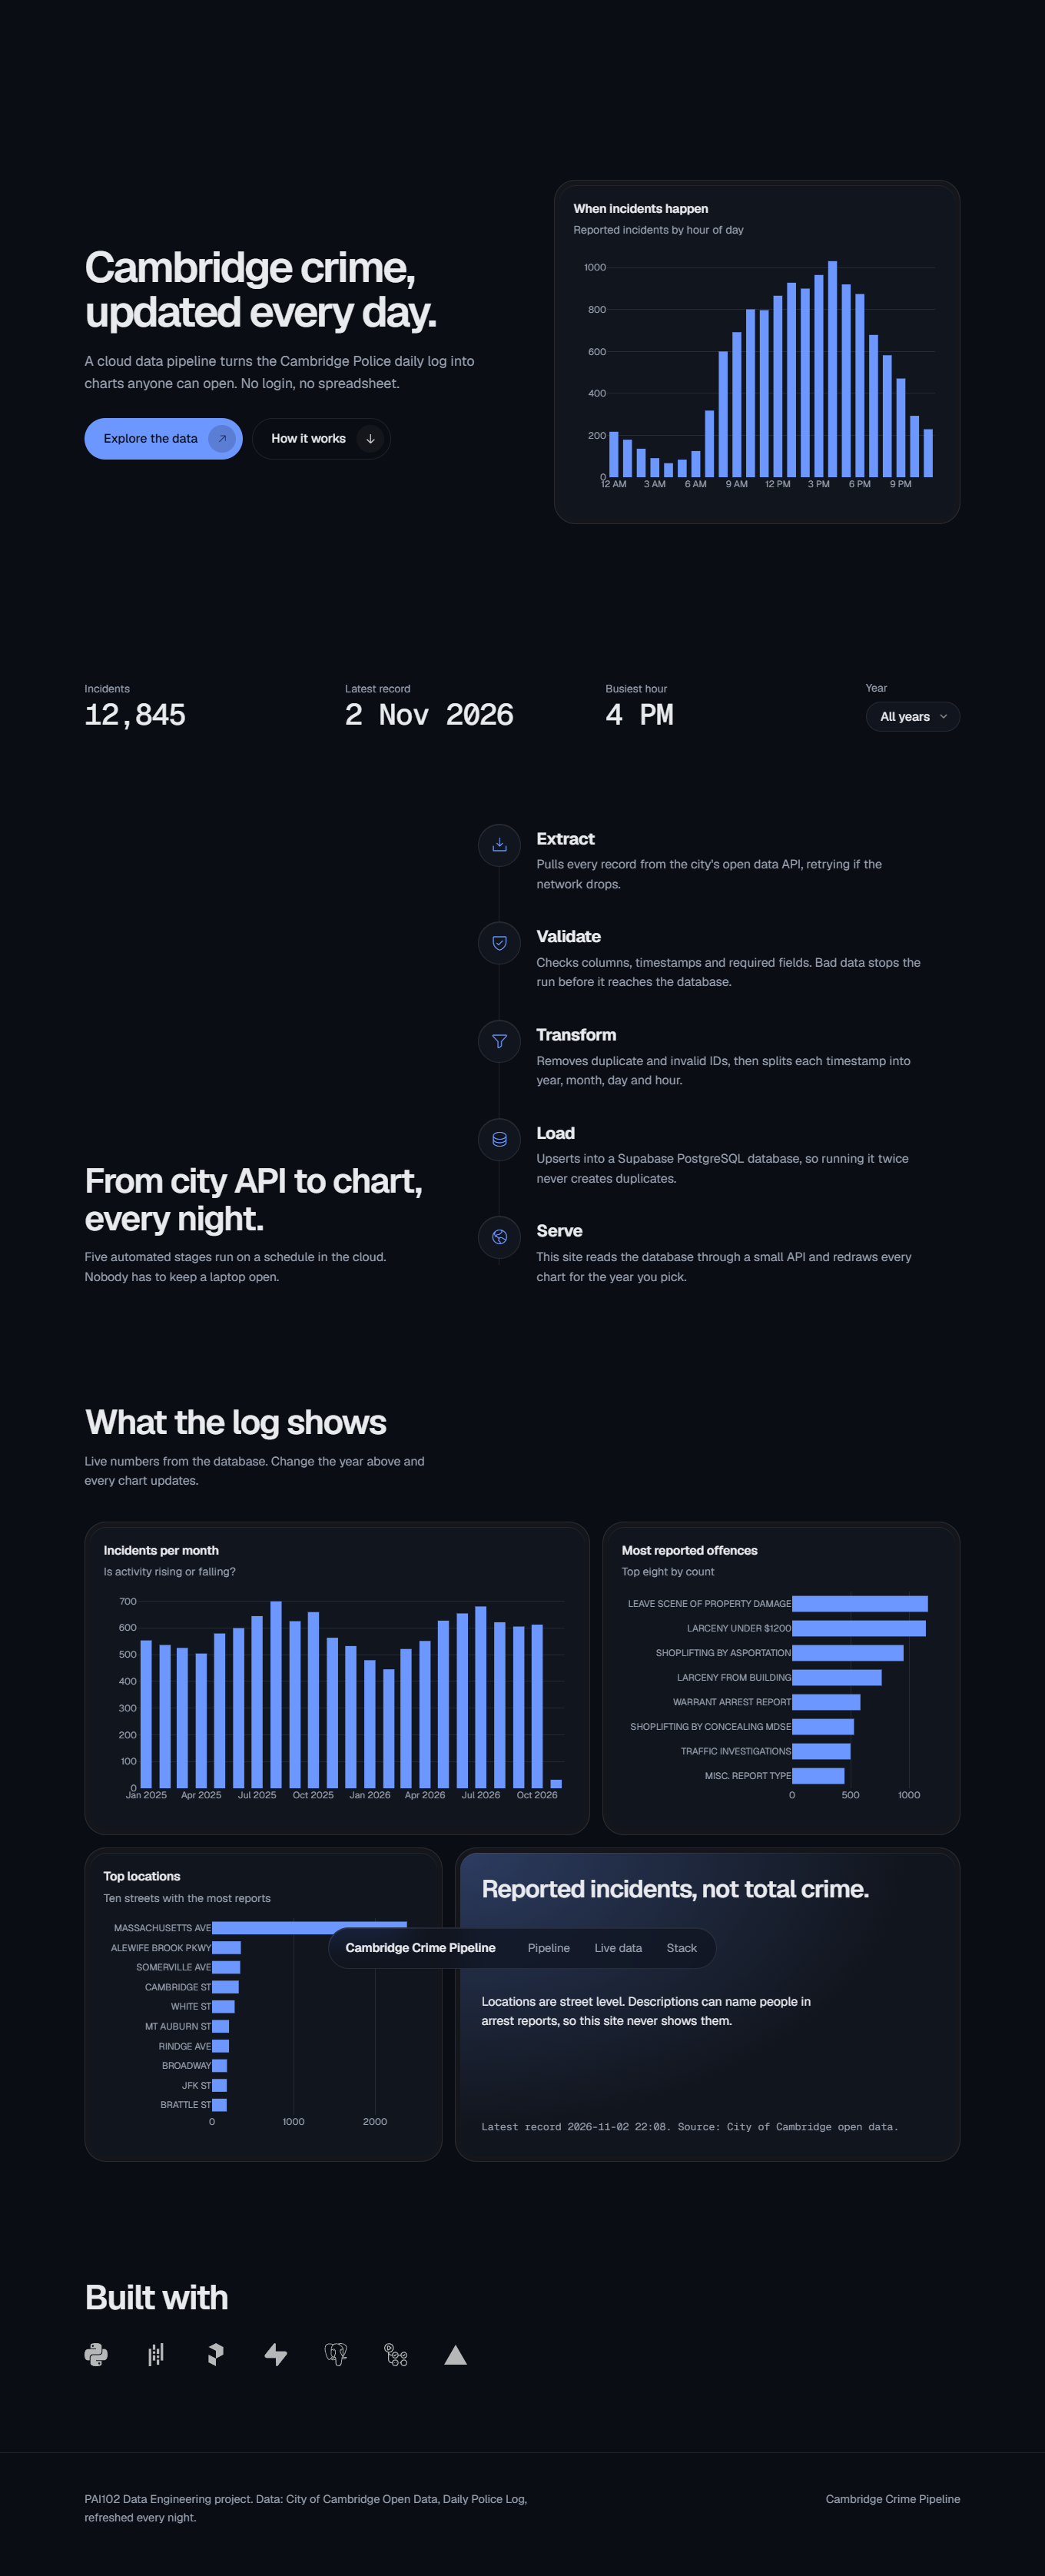 Cambridge crime,
updated every day.
A cloud data pipeline turns the Cambridge Police daily log into
charts anyone can open. No login, no spreadsheet.
Explore the data
How it works
When incidents happen
Reported incidents by hour of day
1000
800
600
400
200
0
12 AM 3 AM 6 AM 9 AM 12 PM 3 PM 6 PM 9 PM
Incidents
12,845
Latest record
2 Nov 2026
Busiest hour
4 PM
Year
All years
Extract
Pulls every record from the city's open data API, retrying if the
network drops.
Validate
Checks columns, timestamps and required fields. Bad data stops the
run before it reaches the database.
Transform
Removes duplicate and invalid IDs, then splits each timestamp into
year, month, day and hour.
Load
Upserts into a Supabase PostgreSQL database, so running it twice
never creates duplicates.
From city API to chart,
every night.
Five automated stages run on a schedule in the cloud.
Nobody has to keep a laptop open.
Serve
This site reads the database through a small API and redraws every
chart for the year you pick.
What the log shows
Live numbers from the database. Change the year above and
every chart updates.
Incidents per month
Is activity rising or falling?
700
600
500
400
300
200
100
0
Jan 2025 Apr 2025 Jul 2025 Oct 2025 Jan 2026 Apr 2026 Jul 2026 Oct 2026
Most reported offences
Top eight by count
LEAVE SCENE OF PROPERTY DAMAGE
LARCENY UNDER $1200
SHOPLIFTING BY ASPORTATION
LARCENY FROM BUILDING
WARRANT ARREST REPORT
SHOPLIFTING BY CONCEALING MDSE
TRAFFIC INVESTIGATIONS
MISC. REPORT TYPE
0 500 1000
Top locations
Ten streets with the most reports
MASSACHUSETTS AVE
ALEWIFE BROOK PKWY
SOMERVILLE AVE
CAMBRIDGE ST
WHITE ST
MT AUBURN ST
RINDGE AVE
BROADWAY
JFK ST
BRATTLE ST
0 1000 2000
Reported incidents, not total crime.
Cambridge Crime Pipeline Pipeline Live data Stack
Locations are street level. Descriptions can name people in
arrest reports, so this site never shows them.
Latest record 2026-11-02 22:08. Source: City of Cambridge open data.
Built with
PAI102 Data Engineering project. Data: City of Cambridge Open Data, Daily Police Log,
refreshed every night.
Cambridge Crime Pipeline